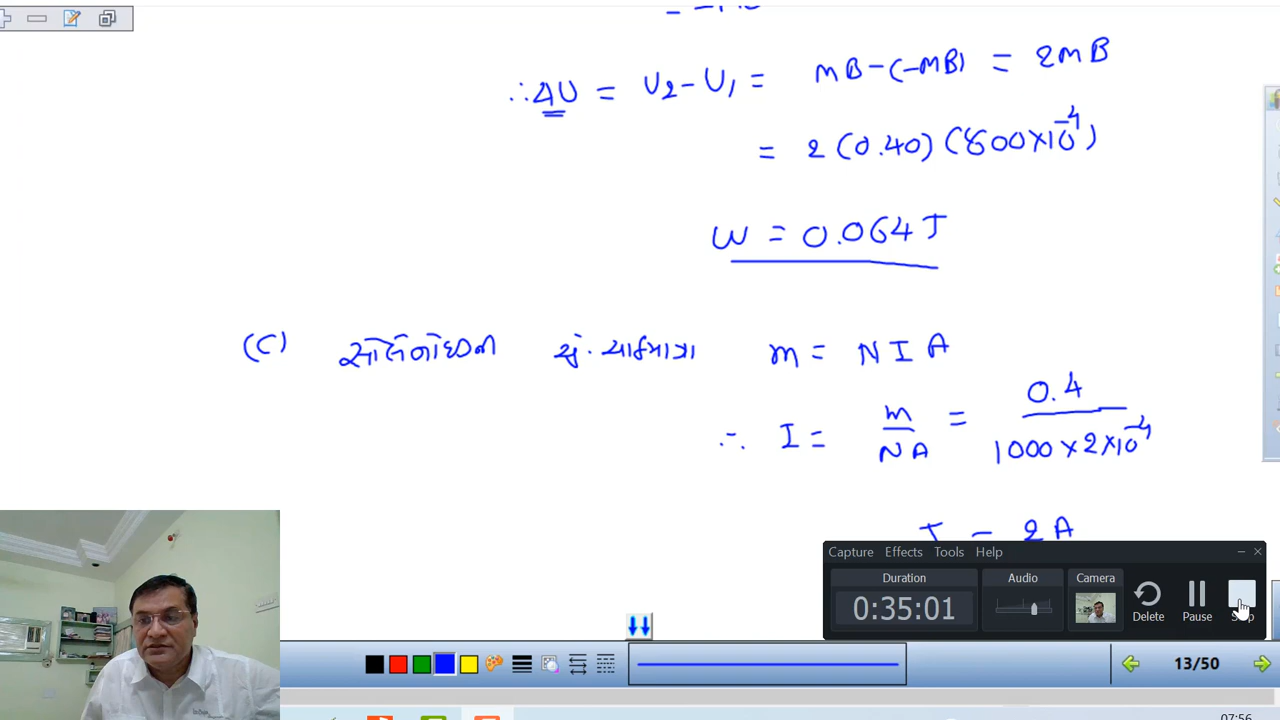 ∴ ΔU = U2 – U1 = mB – (–mB) = 2mB
= 2 (0.40) (800×10⁻⁴)
W = 0.064 J
(C) સોલેનોઇડની ચું. ચાકમાત્રા m = NIA
∴ I = m/NA = 0.4/1000×2×10⁻⁴
I = 2A
Capture Effects Tools Help
Duration Audio Camera
0:35:01
Delete Pause Stop
13/50
07:56